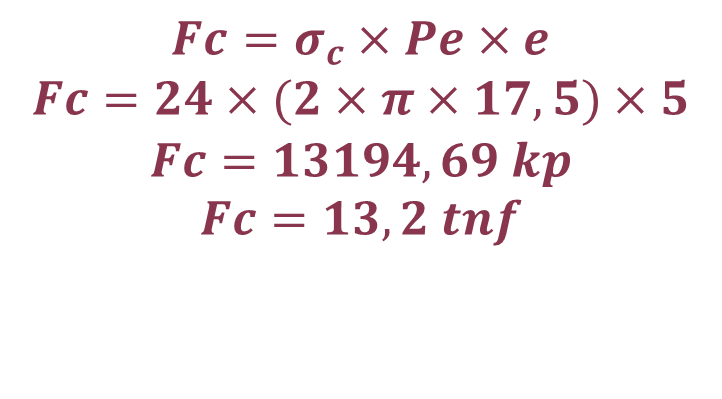 Fc = σc × Pe × e
Fc = 24 × (2 × π × 17,5) × 5
Fc = 13194,69 kp
Fc = 13,2 tnf